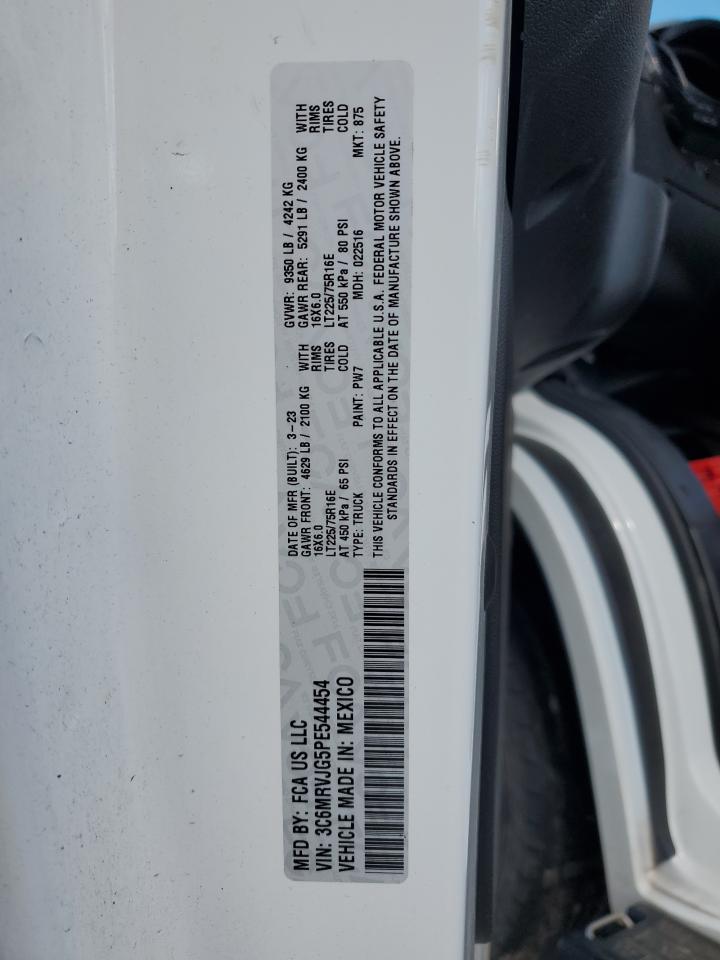 MFD BY: FCA US LLC
VIN: 3C6MRVJG5PE544454
VEHICLE MADE IN: MEXICO
DATE OF MFR (BUILT): 3-23 GVWR: 9350 LB / 4242 KG
GAWR FRONT: 4629 LB / 2100 KG WITH GAWR REAR: 5291 LB / 2400 KG WITH
16X6.0 RIMS 16X6.0 RIMS
LT225/75R16E TIRES LT225/75R16E TIRES
AT 450 kPa / 65 PSI COLD AT 550 kPa / 80 PSI COLD
TYPE: TRUCK PAINT: PW7 MDH: 022516 MKT: 875
THIS VEHICLE CONFORMS TO ALL APPLICABLE U.S.A. FEDERAL MOTOR VEHICLE SAFETY
STANDARDS IN EFFECT ON THE DATE OF MANUFACTURE SHOWN ABOVE.